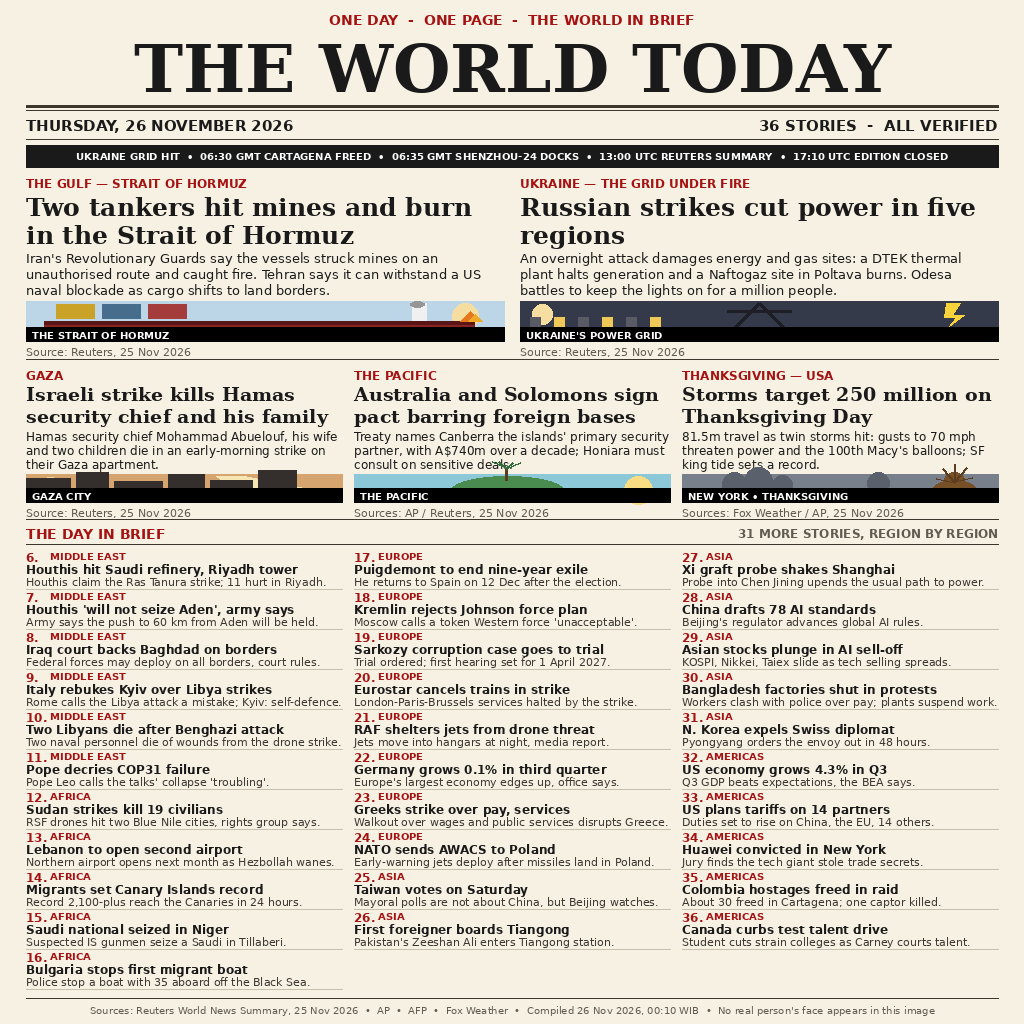 ONE DAY - ONE PAGE - THE WORLD IN BRIEF
THE WORLD TODAY
THURSDAY, 26 NOVEMBER 2026
36 STORIES - ALL VERIFIED
UKRAINE GRID HIT • 06:30 GMT CARTAGENA FREED • 06:35 GMT SHENZHOU-24 DOCKS • 13:00 UTC REUTERS SUMMARY • 17:10 UTC EDITION CLOSED
THE GULF — STRAIT OF HORMUZ
Two tankers hit mines and burn
in the Strait of Hormuz
Iran's Revolutionary Guards say the vessels struck mines on an
unauthorised route and caught fire. Tehran says it can withstand a US
naval blockade as cargo shifts to land borders.
THE STRAIT OF HORMUZ
Source: Reuters, 25 Nov 2026
UKRAINE — THE GRID UNDER FIRE
Russian strikes cut power in five
regions
An overnight attack damages energy and gas sites: a DTEK thermal
plant halts generation and a Naftogaz site in Poltava burns. Odesa
battles to keep the lights on for a million people.
UKRAINE'S POWER GRID
Source: Reuters, 25 Nov 2026
GAZA
Israeli strike kills Hamas
security chief and his family
Hamas security chief Mohammad Abuelouf, his wife
and two children die in an early-morning strike on
their Gaza apartment.
GAZA CITY
Source: Reuters, 25 Nov 2026
THE PACIFIC
Australia and Solomons sign
pact barring foreign bases
Treaty names Canberra the islands' primary security
partner, with A$740m over a decade; Honiara must
consult on sensitive deals.
THE PACIFIC
Sources: AP / Reuters, 25 Nov 2026
THANKSGIVING — USA
Storms target 250 million on
Thanksgiving Day
81.5m travel as twin storms hit: gusts to 70 mph
threaten power and the 100th Macy's balloons; SF
king tide sets a record.
NEW YORK • THANKSGIVING
Sources: Fox Weather / AP, 25 Nov 2026
THE DAY IN BRIEF
31 MORE STORIES, REGION BY REGION
6. MIDDLE EAST
Houthis hit Saudi refinery, Riyadh tower
Houthis claim the Ras Tanura strike; 11 hurt in Riyadh.
7. MIDDLE EAST
Houthis 'will not seize Aden', army says
Army says the push to 60 km from Aden will be held.
8. MIDDLE EAST
Iraq court backs Baghdad on borders
Federal forces may deploy on all borders, court rules.
9. MIDDLE EAST
Italy rebukes Kyiv over Libya strikes
Rome calls the Libya attack a mistake; Kyiv: self-defence.
10. MIDDLE EAST
Two Libyans die after Benghazi attack
Two naval personnel die of wounds from the drone strike.
11. MIDDLE EAST
Pope decries COP31 failure
Pope Leo calls the talks' collapse 'troubling'.
12. AFRICA
Sudan strikes kill 19 civilians
RSF drones hit two Blue Nile cities, rights group says.
13. AFRICA
Lebanon to open second airport
Northern airport opens next month as Hezbollah wanes.
14. AFRICA
Migrants set Canary Islands record
Record 2,100-plus reach the Canaries in 24 hours.
15. AFRICA
Saudi national seized in Niger
Suspected IS gunmen seize a Saudi in Tillaberi.
16. AFRICA
Bulgaria stops first migrant boat
Police stop a boat with 35 aboard off the Black Sea.
17. EUROPE
Puigdemont to end nine-year exile
He returns to Spain on 12 Dec after the election.
18. EUROPE
Kremlin rejects Johnson force plan
Moscow calls a token Western force 'unacceptable'.
19. EUROPE
Sarkozy corruption case goes to trial
Trial ordered; first hearing set for 1 April 2027.
20. EUROPE
Eurostar cancels trains in strike
London-Paris-Brussels services halted by the strike.
21. EUROPE
RAF shelters jets from drone threat
Jets move into hangars at night, media report.
22. EUROPE
Germany grows 0.1% in third quarter
Europe's largest economy edges up, office says.
23. EUROPE
Greeks strike over pay, services
Walkout over wages and public services disrupts Greece.
24. EUROPE
NATO sends AWACS to Poland
Early-warning jets deploy after missiles land in Poland.
25. ASIA
Taiwan votes on Saturday
Mayoral polls are not about China, but Beijing watches.
26. ASIA
First foreigner boards Tiangong
Pakistan's Zeeshan Ali enters Tiangong station.
27. ASIA
Xi graft probe shakes Shanghai
Probe into Chen Jining upends the usual path to power.
28. ASIA
China drafts 78 AI standards
Beijing's regulator advances global AI rules.
29. ASIA
Asian stocks plunge in AI sell-off
KOSPI, Nikkei, Taiex slide as tech selling spreads.
30. ASIA
Bangladesh factories shut in protests
Workers clash with police over pay; plants suspend work.
31. ASIA
N. Korea expels Swiss diplomat
Pyongyang orders the envoy out in 48 hours.
32. AMERICAS
US economy grows 4.3% in Q3
Q3 GDP beats expectations, the BEA says.
33. AMERICAS
US plans tariffs on 14 partners
Duties set to rise on China, the EU, 14 others.
34. AMERICAS
Huawei convicted in New York
Jury finds the tech giant stole trade secrets.
35. AMERICAS
Colombia hostages freed in raid
About 30 freed in Cartagena; one captor killed.
36. AMERICAS
Canada curbs test talent drive
Student cuts strain colleges as Carney courts talent.
Sources: Reuters World News Summary, 25 Nov 2026 • AP • AFP • Fox Weather • Compiled 26 Nov 2026, 00:10 WIB • No real person's face appears in this image